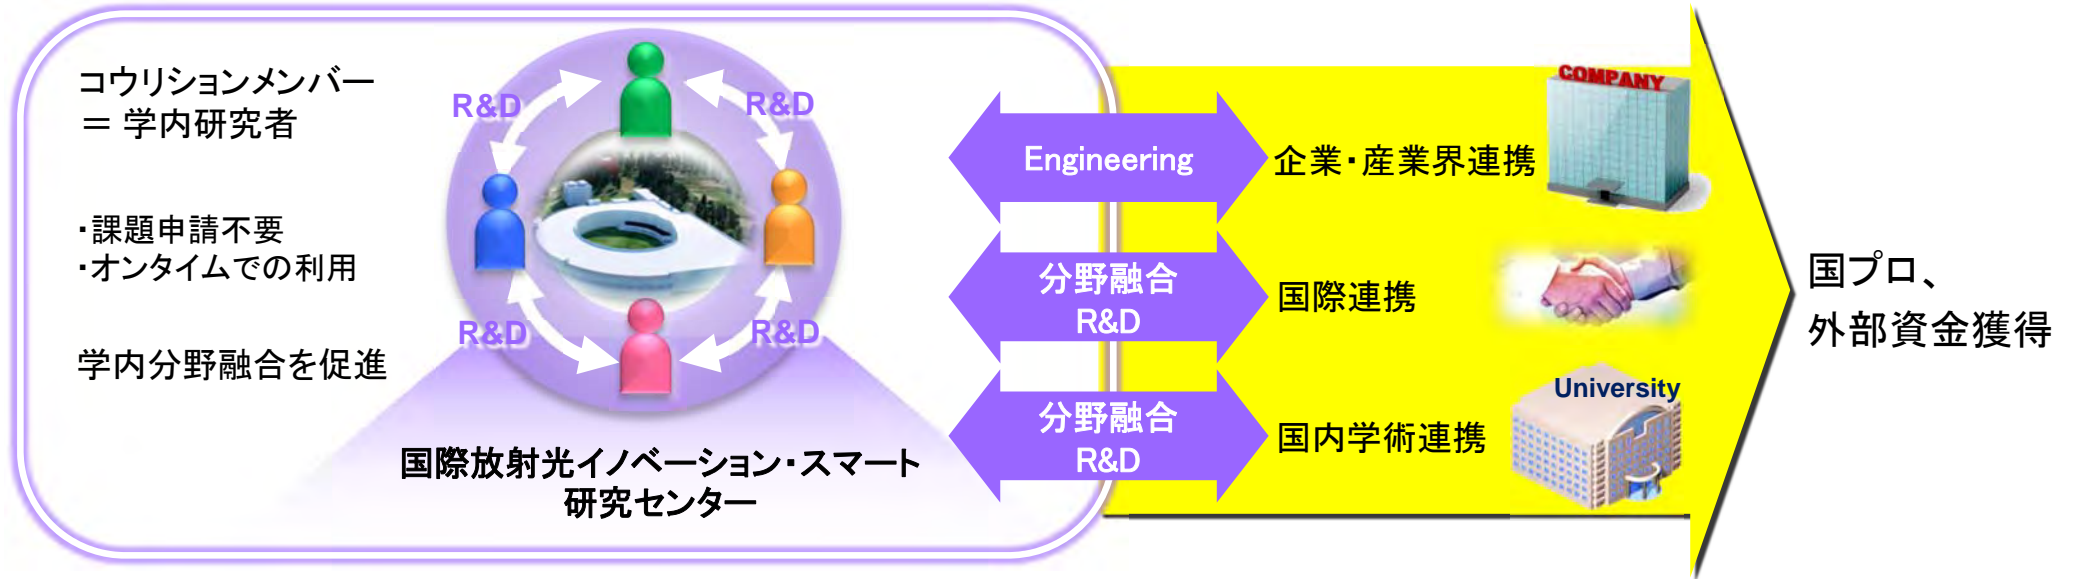 コウリションメンバー
＝ 学内研究者
・課題申請不要
・オンタイムでの利用
学内分野融合を促進
R&D
R&D
R&D
R&D
国際放射光イノベーション・スマート
研究センター
Engineering
分野融合
R&D
分野融合
R&D
企業・産業界連携
国際連携
国内学術連携
COMPANY
University
国プロ、
外部資金獲得